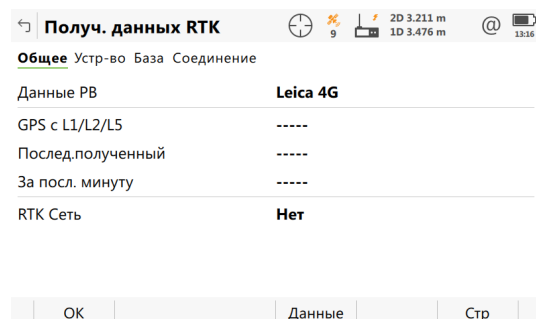 Получ. данных RTK
9
2D 3.211 m
1D 3.476 m
@
13:16
Общее Устр-во База Соединение
Данные РВ Leica 4G
GPS с L1/L2/L5 -----
Послед.полученный -----
За посл. минуту -----
RTK Сеть Нет
OK Данные Стр